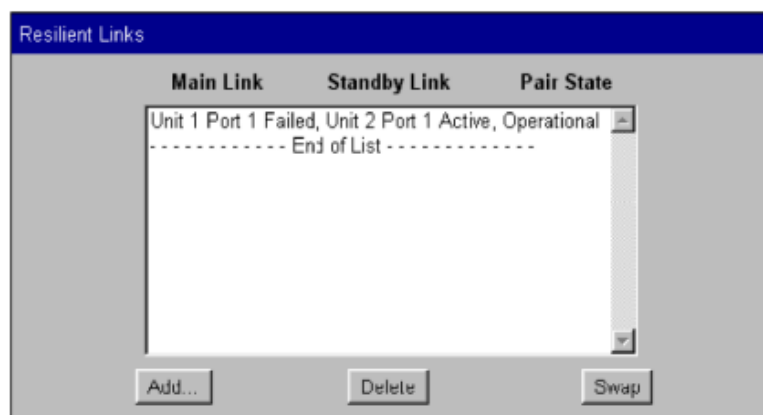 Resilient Links
Main Link Standby Link Pair State
Unit 1 Port 1 Failed, Unit 2 Port 1 Active, Operational
- - - - - - - - - - - - End of List - - - - - - - - - - - - -
Add... Delete Swap